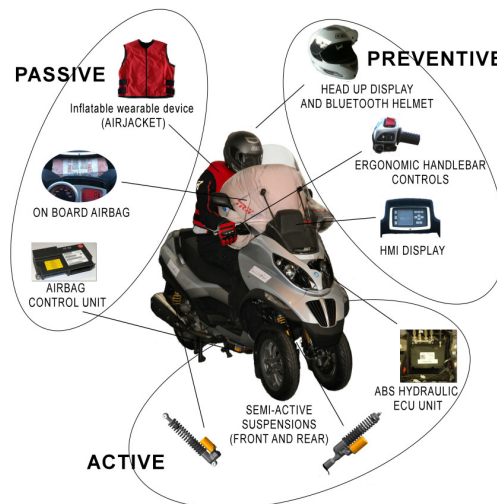 PASSIVE
Inflatable wearable device
(AIRJACKET)
ON BOARD AIRBAG
AIRBAG
CONTROL UNIT
PREVENTIVE
HEAD UP DISPLAY
AND BLUETOOTH HELMET
ERGONOMIC HANDLEBAR
CONTROLS
HMI DISPLAY
ABS HYDRAULIC
ECU UNIT
SEMI-ACTIVE
SUSPENSIONS
(FRONT AND REAR)
ACTIVE